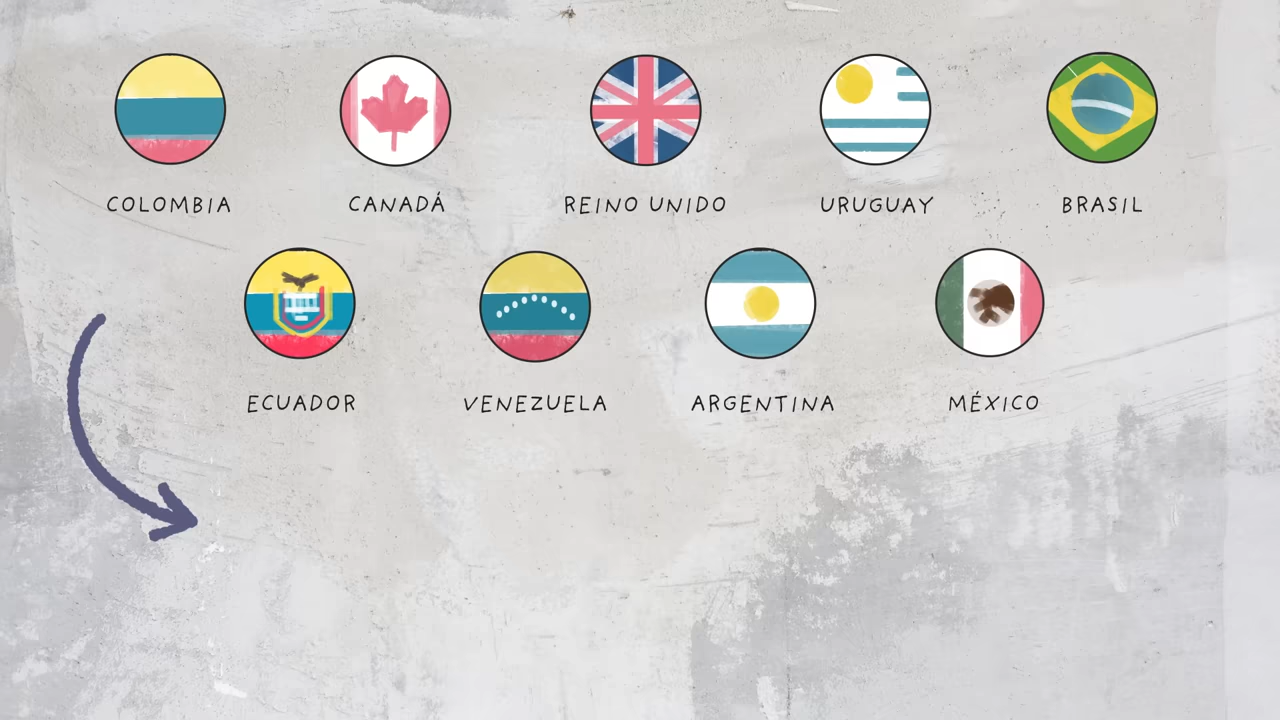 COLOMBIA
CANADÁ
REINO UNIDO
URUGUAY
BRASIL
ECUADOR
VENEZUELA
ARGENTINA
MÉXICO